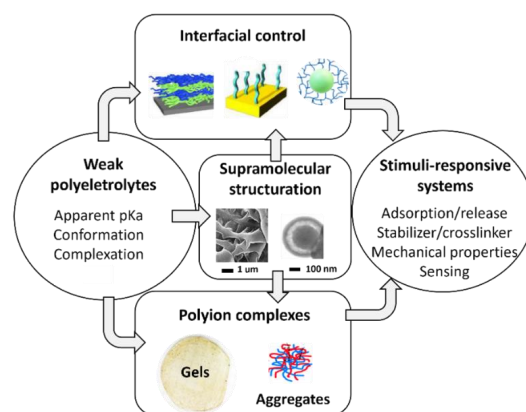 Interfacial control
Weak
polyeletrolytes
Apparent pKa
Conformation
Complexation
Supramolecular
structuration
1 um
100 nm
Stimuli-responsive
systems
Adsorption/release
Stabilizer/crosslinker
Mechanical properties
Sensing
Polyion complexes
Gels
Aggregates